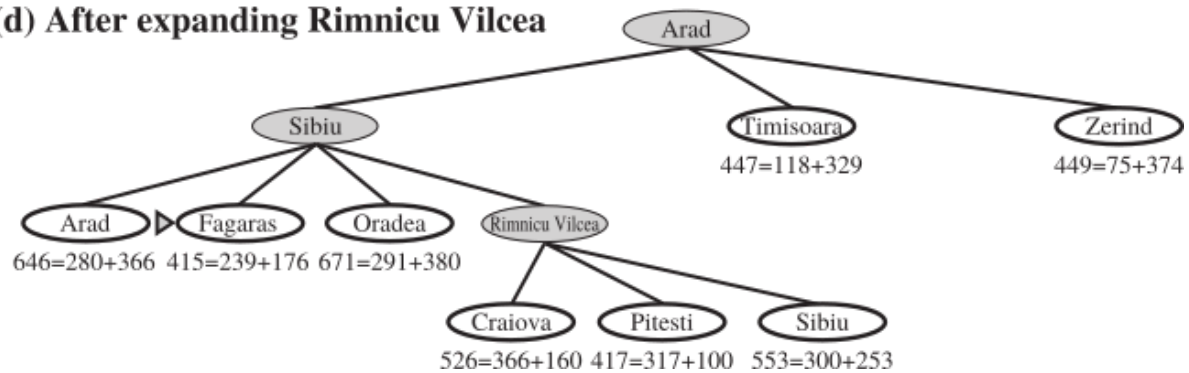 (d) After expanding Rimnicu Vilcea
Arad
Sibiu
Timisoara
Zerind
447=118+329
449=75+374
Arad
Fagaras
Oradea
Rimnicu Vilcea
646=280+366
415=239+176
671=291+380
Craiova
Pitesti
Sibiu
526=366+160
417=317+100
553=300+253